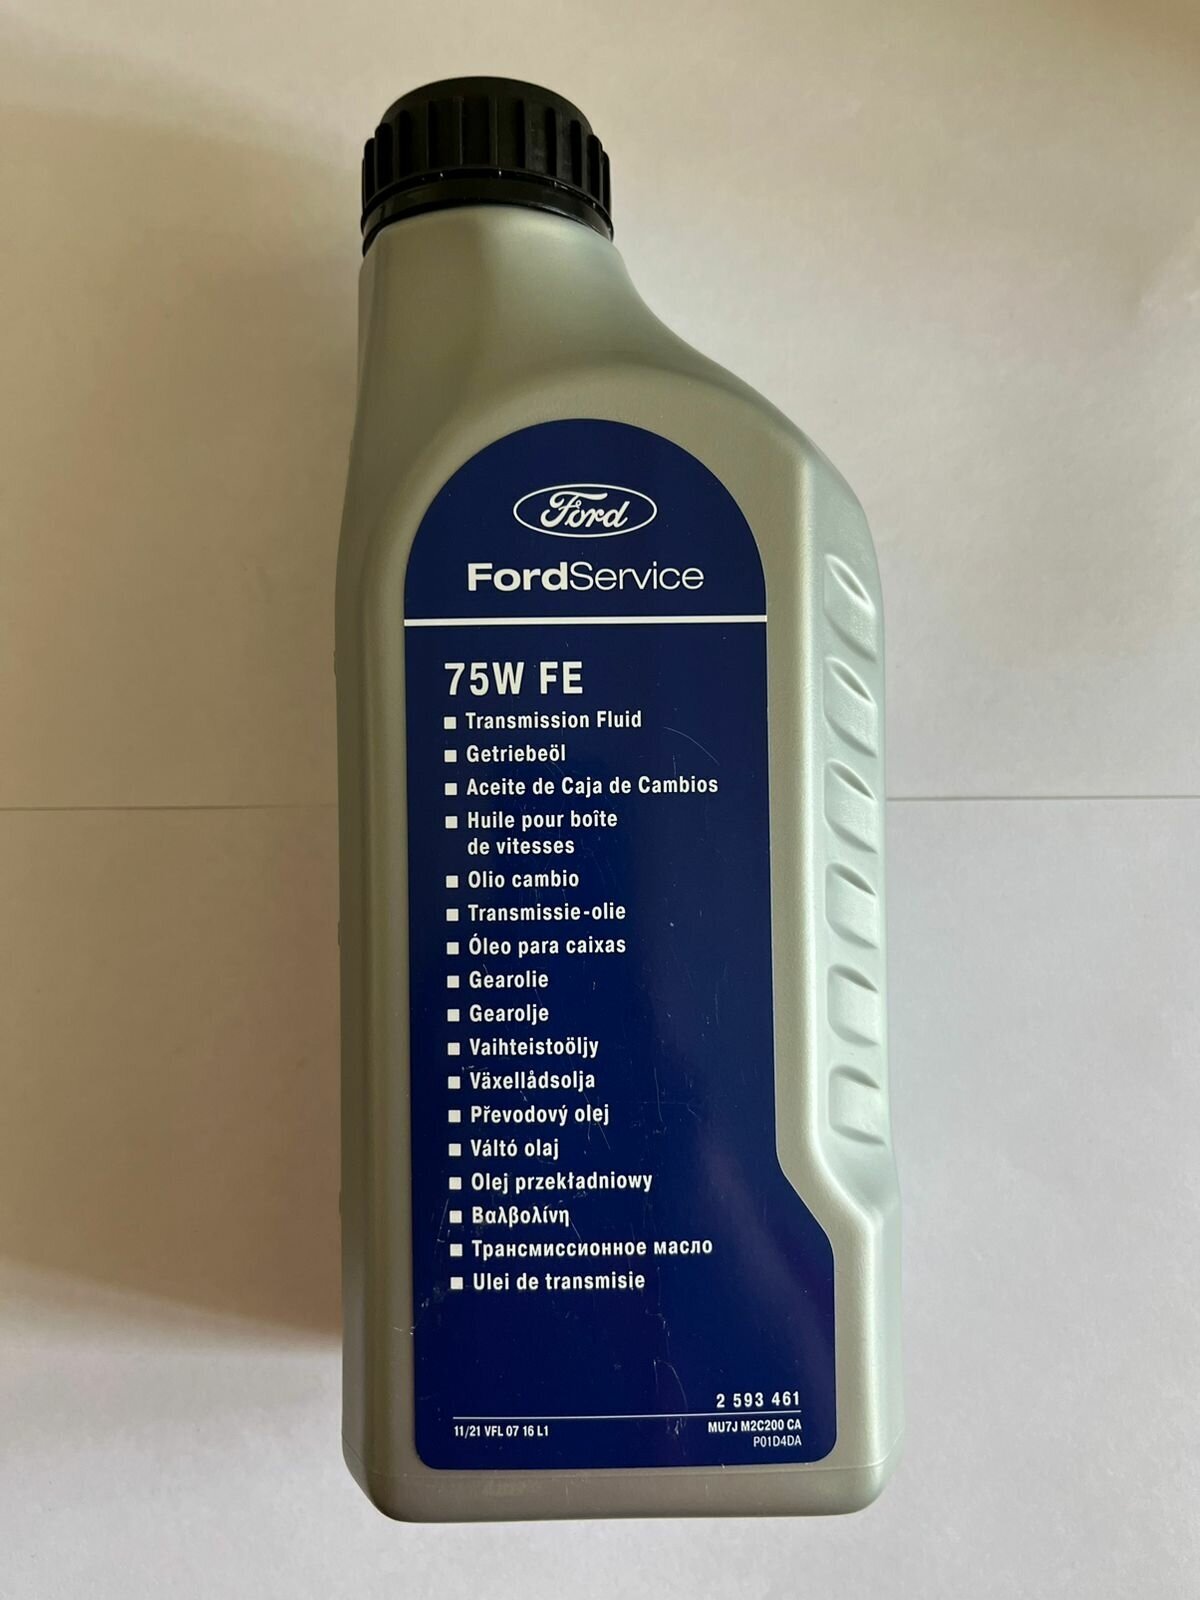 Ford
FordService
75W FE
Transmission Fluid
Getriebeöl
Aceite de Caja de Cambios
Huile pour boîte
de vitesses
Olio cambio
Transmissie-olie
Óleo para caixas
Gearolie
Gearolje
Vaihteistoöljy
Växellådsolja
Převodový olej
Váltó olaj
Olej przekładniowy
Βαλβολίνη
Трансмиссионное масло
Ulei de transmisie
2 593 461
11/21 VFL 07 16 L1
MU7J M2C200 CA
P01D4DA